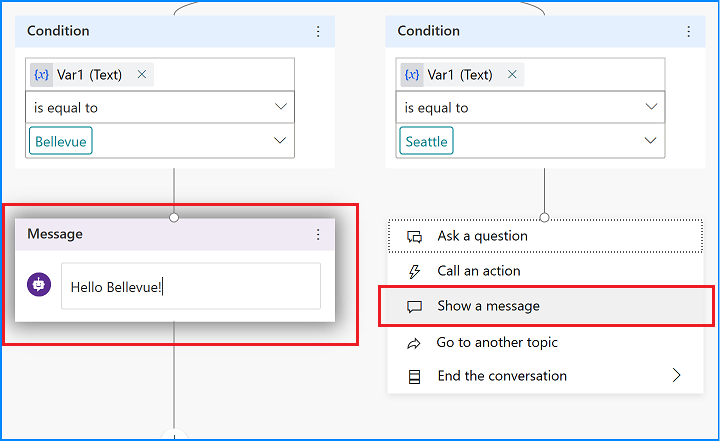 Condition
{x} Var1 (Text)
is equal to
Bellevue
Message
Hello Bellevue!
Condition
{x} Var1 (Text)
is equal to
Seattle
Ask a question
Call an action
Show a message
Go to another topic
End the conversation